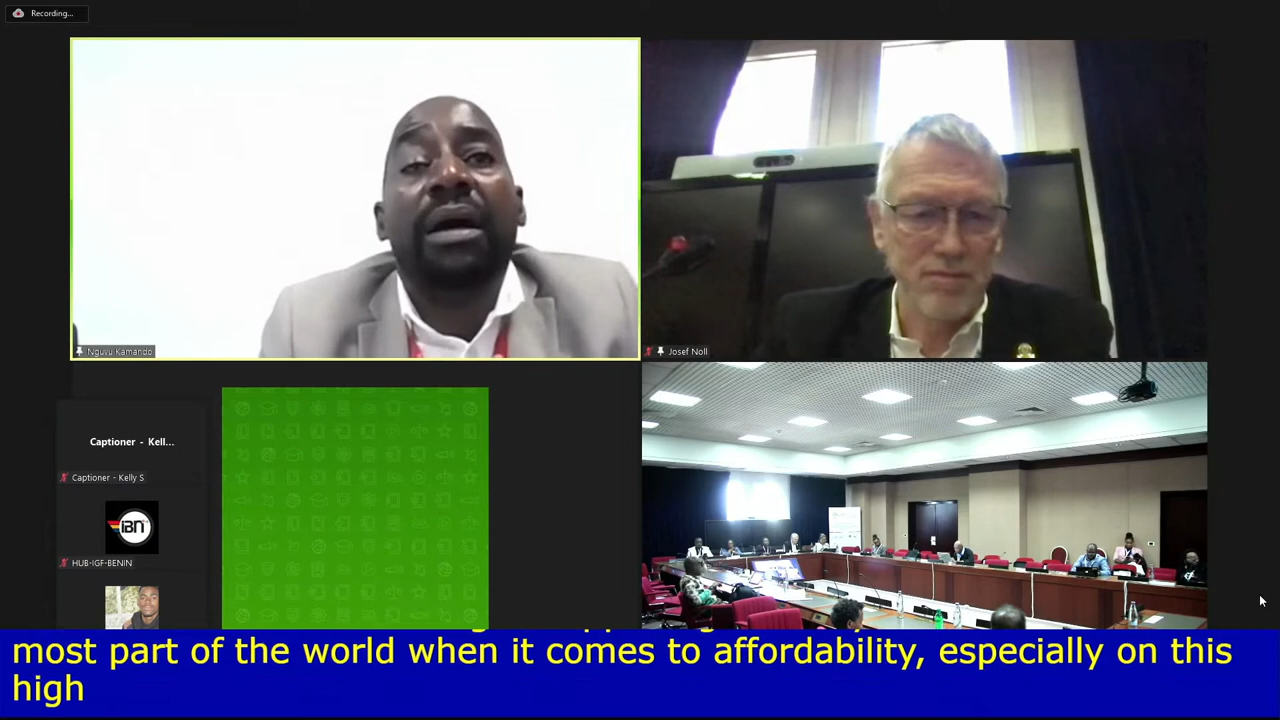 Recording...
Nguvu Kamando
Josef Noll
Captioner - Kell...
Captioner - Kelly S
iBN
HUB-IGF-BENIN
most part of the world when it comes to affordability, especially on this
high